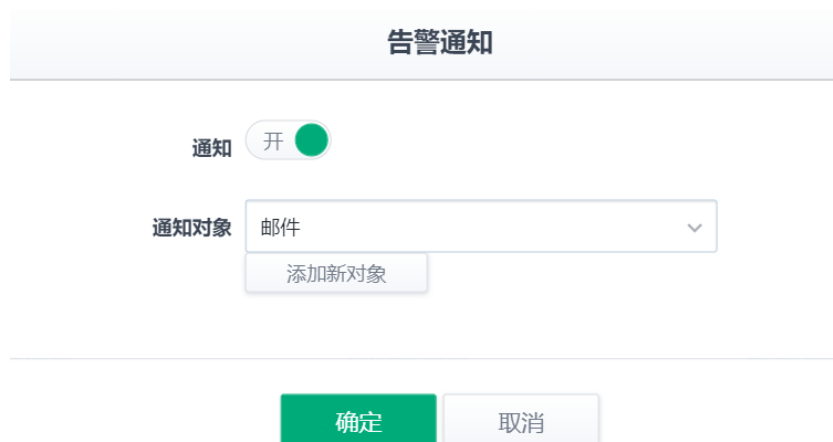 告警通知
通知 开
通知对象 邮件
添加新对象
确定 取消